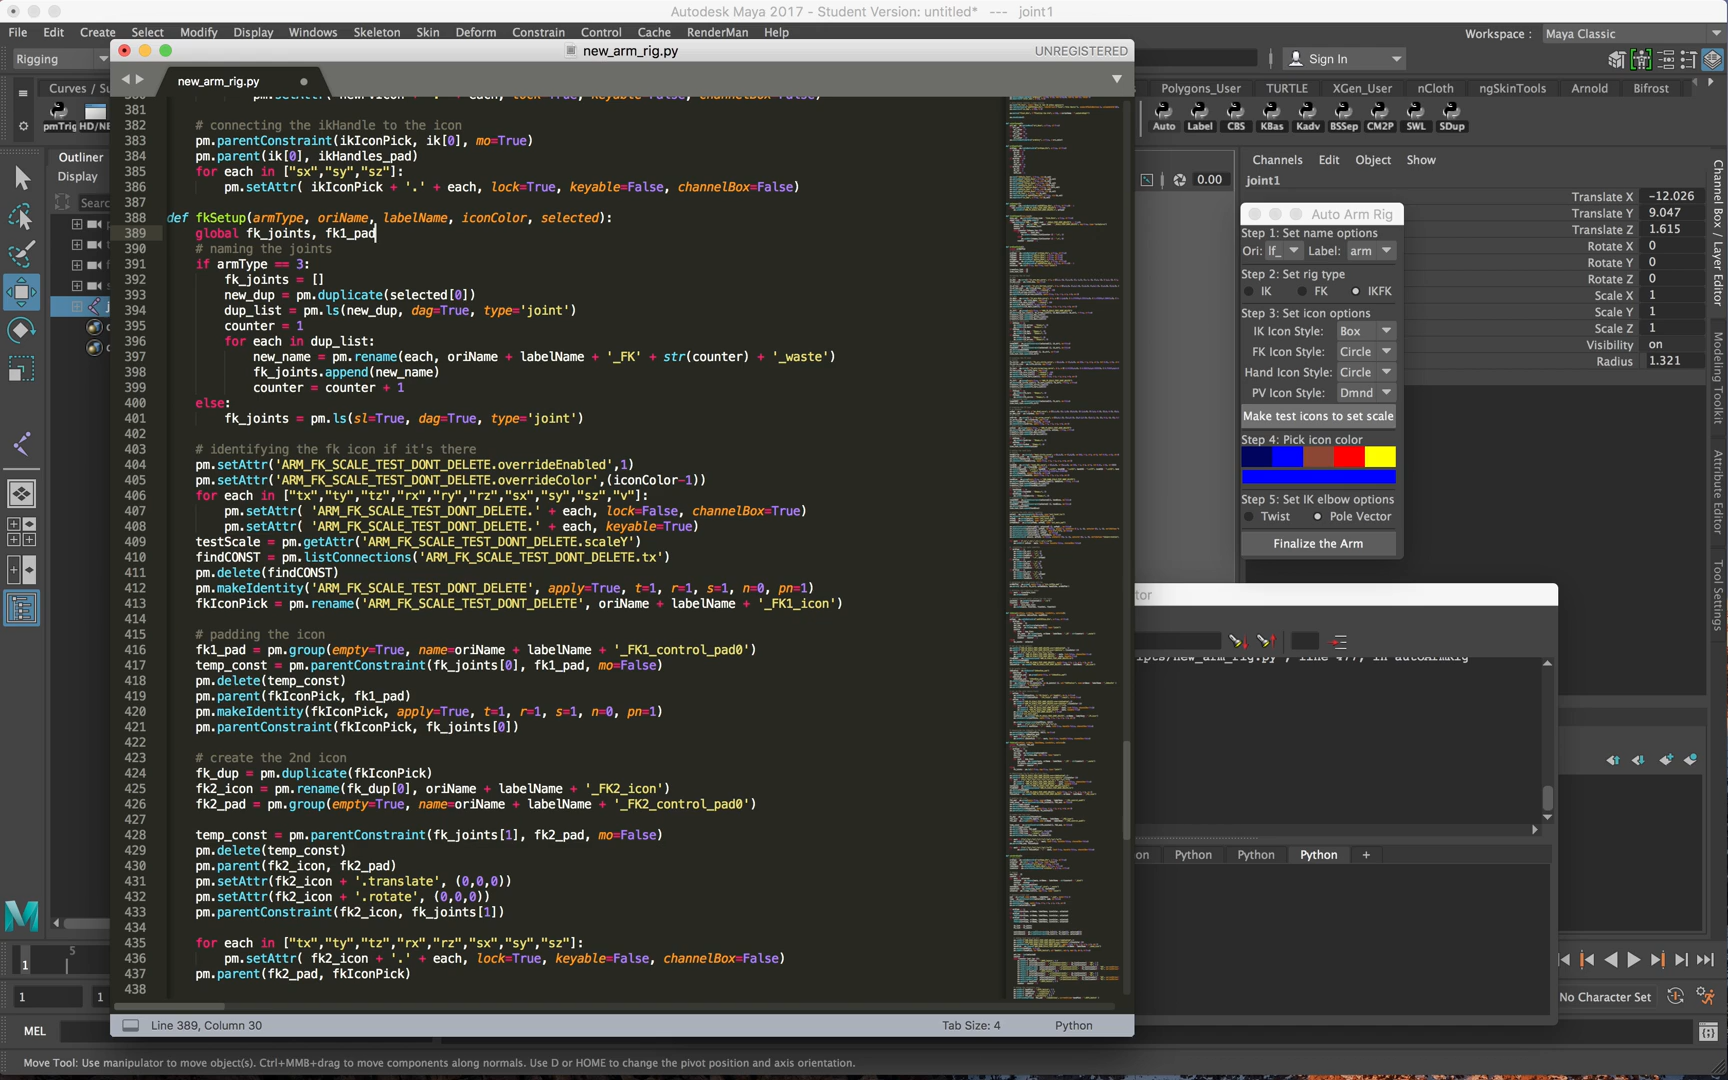 Autodesk Maya 2017 - Student Version: untitled*   ---   joint1
File Edit Create Select Modify Display Windows Skeleton Skin Deform Constrain Control Cache RenderMan Help
Workspace : Maya Classic
new_arm_rig.py
UNREGISTERED
Rigging
Sign In
new_arm_rig.py
Curves / Su
Polygons_User TURTLE XGen_User nCloth ngSkinTools Arnold Bifrost
pmTrig HD/NE
Auto Label CBS KBas Kadv BSSep CM2P SWL SDup
Outliner
Display
Sear
0.00
Channels Edit Object Show
joint1
Translate X -12.026
Translate Y 9.047
Translate Z 1.615
Rotate X 0
Rotate Y 0
Rotate Z 0
Scale X 1
Scale Y 1
Scale Z 1
Visibility on
Radius 1.321
Channel Box / Layer Editor
Modeling Toolkit
Attribute Editor
Tool Settings
Auto Arm Rig
Step 1: Set name options
Ori: lf_ Label: arm
Step 2: Set rig type
IK FK IKFK
Step 3: Set icon options
IK Icon Style: Box
FK Icon Style: Circle
Hand Icon Style: Circle
PV Icon Style: Dmnd
Make test icons to set scale
Step 4: Pick icon color
Step 5: Set IK elbow options
Twist Pole Vector
Finalize the Arm
381
382 # connecting the ikHandle to the icon
383 pm.parentConstraint(ikIconPick, ik[0], mo=True)
384 pm.parent(ik[0], ikHandles_pad)
385 for each in ["sx","sy","sz"]:
386 pm.setAttr( ikIconPick + '.' + each, lock=True, keyable=False, channelBox=False)
387
388 def fkSetup(armType, oriName, labelName, iconColor, selected):
389 global fk_joints, fk1_pad
390 # naming the joints
391 if armType == 3:
392 fk_joints = []
393 new_dup = pm.duplicate(selected[0])
394 dup_list = pm.ls(new_dup, dag=True, type='joint')
395 counter = 1
396 for each in dup_list:
397 new_name = pm.rename(each, oriName + labelName + '_FK' + str(counter) + '_waste')
398 fk_joints.append(new_name)
399 counter = counter + 1
400 else:
401 fk_joints = pm.ls(sl=True, dag=True, type='joint')
402
403 # identifying the fk icon if it's there
404 pm.setAttr('ARM_FK_SCALE_TEST_DONT_DELETE.overrideEnabled',1)
405 pm.setAttr('ARM_FK_SCALE_TEST_DONT_DELETE.overrideColor',(iconColor-1))
406 for each in ["tx","ty","tz","rx","ry","rz","sx","sy","sz","v"]:
407 pm.setAttr( 'ARM_FK_SCALE_TEST_DONT_DELETE.' + each, lock=False, channelBox=True)
408 pm.setAttr( 'ARM_FK_SCALE_TEST_DONT_DELETE.' + each, keyable=True)
409 testScale = pm.getAttr('ARM_FK_SCALE_TEST_DONT_DELETE.scaleY')
410 findCONST = pm.listConnections('ARM_FK_SCALE_TEST_DONT_DELETE.tx')
411 pm.delete(findCONST)
412 pm.makeIdentity('ARM_FK_SCALE_TEST_DONT_DELETE', apply=True, t=1, r=1, s=1, n=0, pn=1)
413 fkIconPick = pm.rename('ARM_FK_SCALE_TEST_DONT_DELETE', oriName + labelName + '_FK1_icon')
414
415 # padding the icon
416 fk1_pad = pm.group(empty=True, name=oriName + labelName + '_FK1_control_pad0')
417 temp_const = pm.parentConstraint(fk_joints[0], fk1_pad, mo=False)
418 pm.delete(temp_const)
419 pm.parent(fkIconPick, fk1_pad)
420 pm.makeIdentity(fkIconPick, apply=True, t=1, r=1, s=1, n=0, pn=1)
421 pm.parentConstraint(fkIconPick, fk_joints[0])
422
423 # create the 2nd icon
424 fk_dup = pm.duplicate(fkIconPick)
425 fk2_icon = pm.rename(fk_dup[0], oriName + labelName + '_FK2_icon')
426 fk2_pad = pm.group(empty=True, name=oriName + labelName + '_FK2_control_pad0')
427
428 temp_const = pm.parentConstraint(fk_joints[1], fk2_pad, mo=False)
429 pm.delete(temp_const)
430 pm.parent(fk2_icon, fk2_pad)
431 pm.setAttr(fk2_icon + '.translate', (0,0,0))
432 pm.setAttr(fk2_icon + '.rotate', (0,0,0))
433 pm.parentConstraint(fk2_icon, fk_joints[1])
434
435 for each in ["tx","ty","tz","rx","rz","sx","sy","sz"]:
436 pm.setAttr( fk2_icon + '.' + each, lock=True, keyable=False, channelBox=False)
437 pm.parent(fk2_pad, fkIconPick)
438
tor
on Python Python Python +
5
1
1 1
No Character Set
Line 389, Column 30 Tab Size: 4 Python
MEL
Move Tool: Use manipulator to move object(s). Ctrl+MMB+drag to move components along normals. Use D or HOME to change the pivot position and axis orientation.